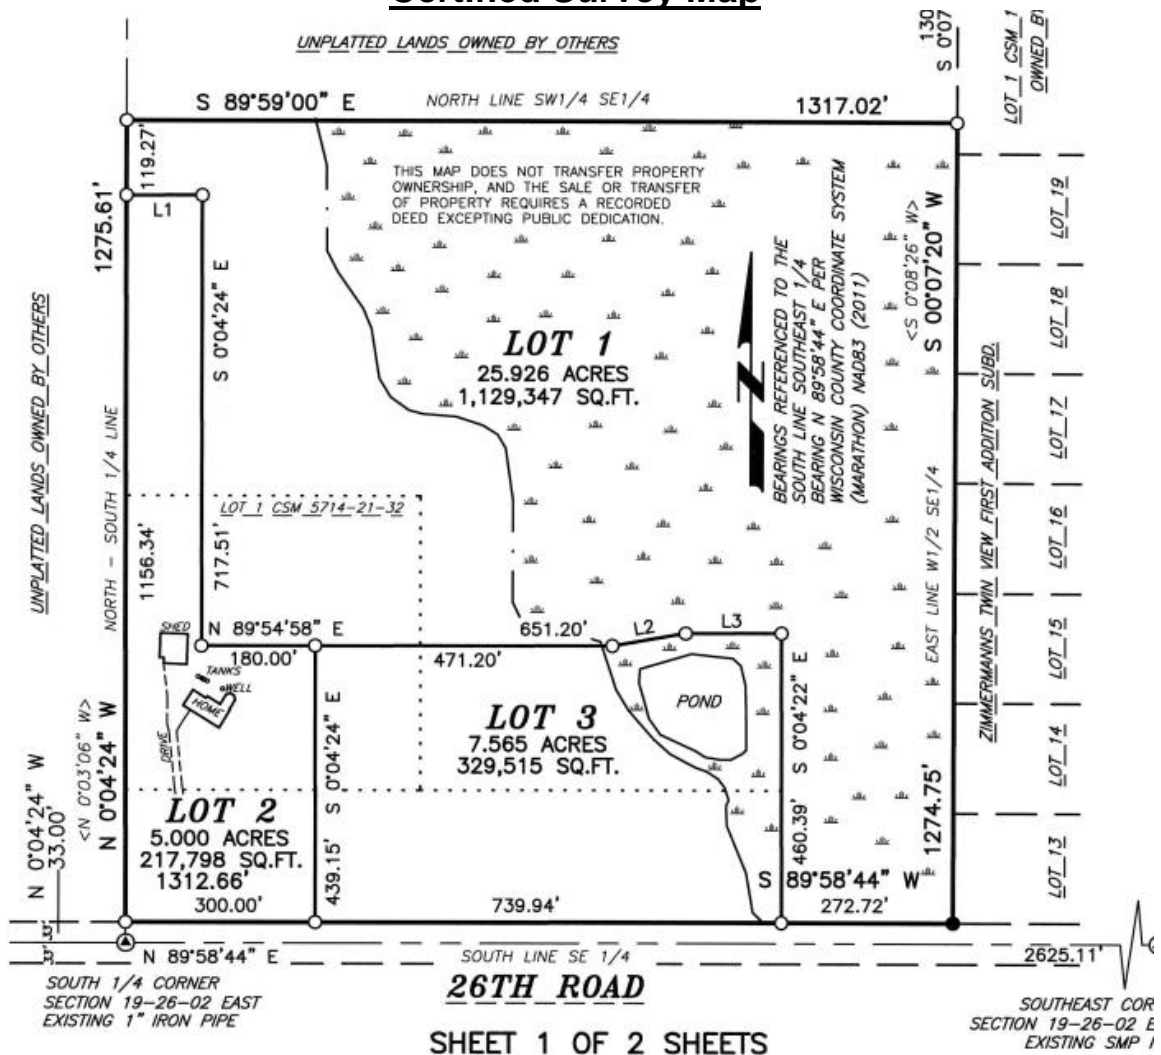 Certified Survey Map
UNPLATTED LANDS OWNED BY OTHERS
S 89°59'00" E
NORTH LINE SW1/4 SE1/4
1317.02'
130
S 0°07
LOT 1 CSM 1
OWNED BY
119.27'
L1
1275.61'
S 0°04'24" E
THIS MAP DOES NOT TRANSFER PROPERTY
OWNERSHIP, AND THE SALE OR TRANSFER
OF PROPERTY REQUIRES A RECORDED
DEED EXCEPTING PUBLIC DEDICATION.
BEARINGS REFERENCED TO THE
SOUTH LINE SOUTHEAST 1/4
BEARING N 89°58'44" E PER
WISCONSIN COUNTY COORDINATE SYSTEM
(MARATHON) NAD83 (2011)
N
<S 0°08'26" W>
S 00°07'20" W
LOT 19
LOT 18
LOT 17
LOT 16
LOT 15
LOT 14
LOT 13
ZIMMERMANNS TWIN VIEW FIRST ADDITION SUBD.
EAST LINE W1/2 SE1/4
1274.75'
UNPLATTED LANDS OWNED BY OTHERS
NORTH - SOUTH 1/4 LINE
LOT 1
25.926 ACRES
1,129,347 SQ.FT.
LOT 1 CSM 5714-21-32
1156.34'
717.51'
SHED
N 89°54'58" E
651.20'
L2
L3
180.00'
471.20'
TANKS
WELL
HOME
DRIVE
POND
LOT 3
7.565 ACRES
329,515 SQ.FT.
S 0°04'24" E
439.15'
S 0°04'22" E
460.39'
N 0°04'24" W
33.00'
<N 0°03'06" W>
N 0°04'24" W
LOT 2
5.000 ACRES
217,798 SQ.FT.
1312.66'
300.00'
739.94'
S 89°58'44" W
272.72'
33'
33'
N 89°58'44" E
SOUTH LINE SE 1/4
2625.11'
SOUTH 1/4 CORNER
SECTION 19-26-02 EAST
EXISTING 1" IRON PIPE
26TH ROAD
SOUTHEAST COR
SECTION 19-26-02 E
EXISTING SMP
SHEET 1 OF 2 SHEETS